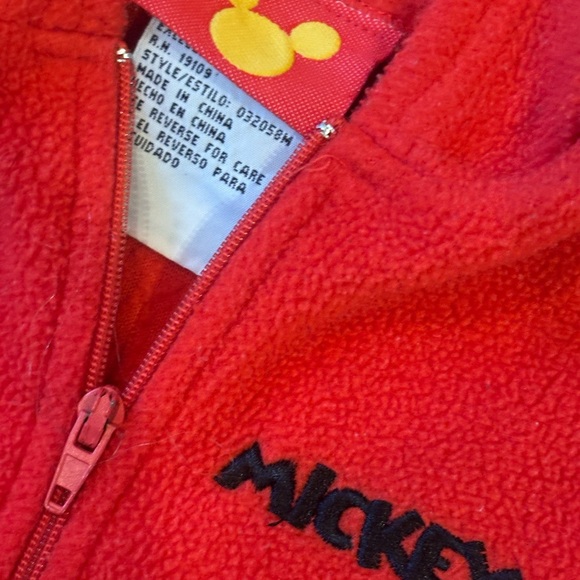 R.N. 19109
STYLE/ESTILO: 032058M
MADE IN CHINA
HECHO EN CHINA
REVERSE FOR CARE
EL REVERSO PARA
CUIDADO
MICKEY